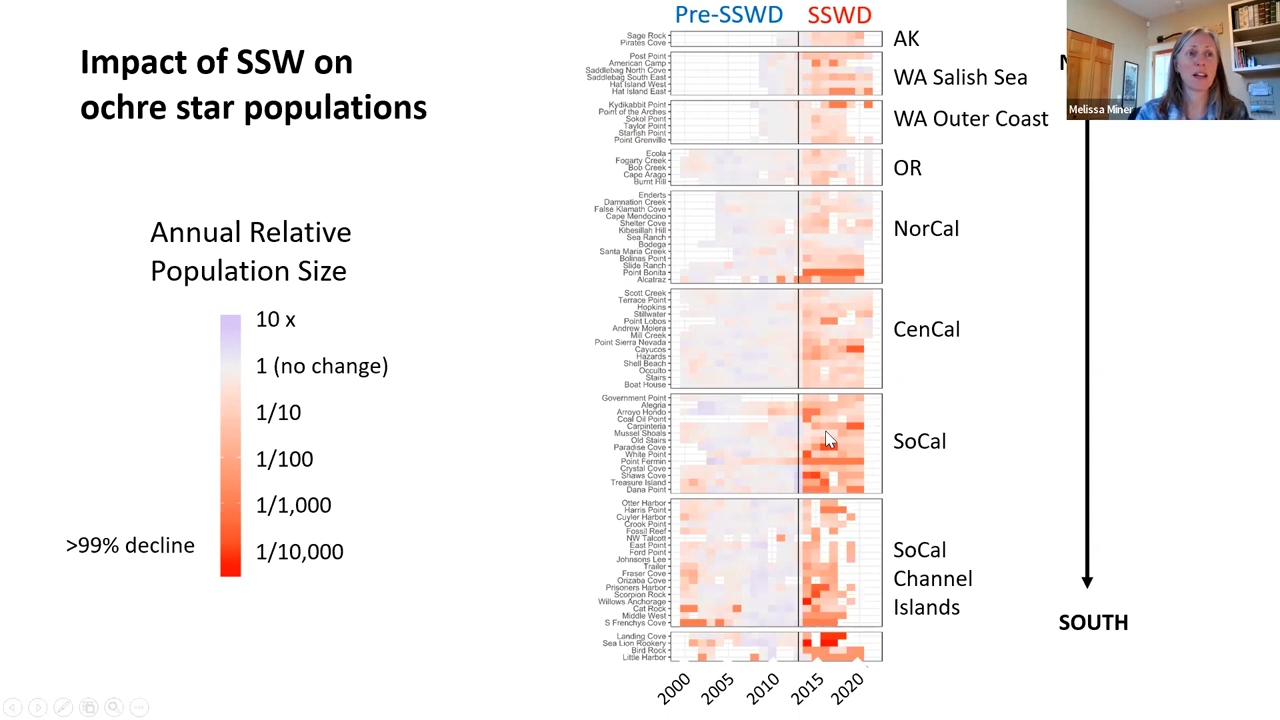 Impact of SSW on
ochre star populations
Annual Relative
Population Size
10 x
1 (no change)
1/10
1/100
1/1,000
>99% decline
1/10,000
Pre-SSWD
SSWD
Sage Rock
Pirates Cove
AK
Post Point
American Camp
Saddlebag North Cove
Saddlebag South East
Hat Island West
Hat Island East
WA Salish Sea
Kydikabbit Point
Point of the Arches
Sokol Point
Taylor Point
Starfish Point
Point Grenville
WA Outer Coast
Ecola
Fogarty Creek
Bob Creek
Cape Arago
Burnt Hill
OR
Enderts
Damnation Creek
False Klamath Cove
Cape Mendocino
Shelter Cove
Kibesillah Hill
Sea Ranch
Bodega
Santa Maria Creek
Bolinas Point
Slide Ranch
Point Bonita
Alcatraz
NorCal
Scott Creek
Terrace Point
Hopkins
Stillwater
Point Lobos
Andrew Molera
Mill Creek
Point Sierra Nevada
Cayucos
Hazards
Shell Beach
Occulto
Stairs
Boat House
CenCal
Government Point
Alegria
Arroyo Hondo
Coal Oil Point
Carpinteria
Mussel Shoals
Old Stairs
Paradise Cove
White Point
Point Fermin
Crystal Cove
Shaws Cove
Treasure Island
Dana Point
SoCal
Otter Harbor
Harris Point
Cuyler Harbor
Crook Point
Fossil Reef
NW Talcott
East Point
Ford Point
Johnsons Lee
Trailer
Fraser Cove
Orizaba Cove
Prisoners Harbor
Scorpion Rock
Willows Anchorage
Cat Rock
Middle West
S Frenchys Cove
SoCal
Channel
Islands
Landing Cove
Sea Lion Rookery
Bird Rock
Little Harbor
2000
2005
2010
2015
2020
N
Melissa Miner
SOUTH